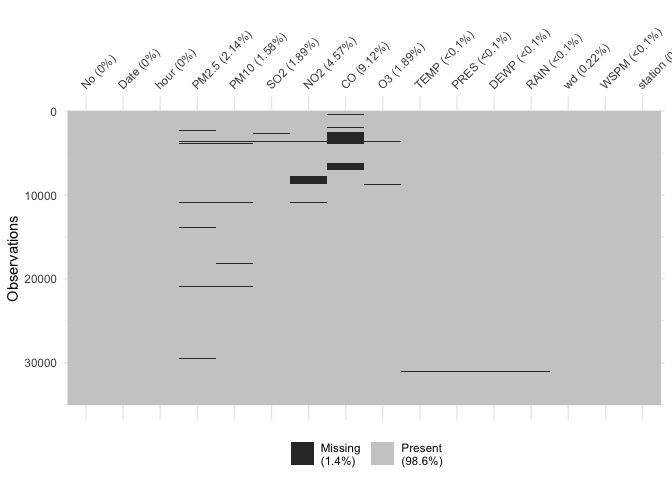 No (0%)
Date (0%)
hour (0%)
PM2.5 (2.14%)
PM10 (1.58%)
SO2 (1.89%)
NO2 (4.57%)
CO (9.12%)
O3 (1.89%)
TEMP (<0.1%)
PRES (<0.1%)
DEWP (<0.1%)
RAIN (<0.1%)
wd (0.22%)
WSPM (<0.1%)
station (0
0
10000
20000
30000
Observations
Missing
(1.4%)
Present
(98.6%)